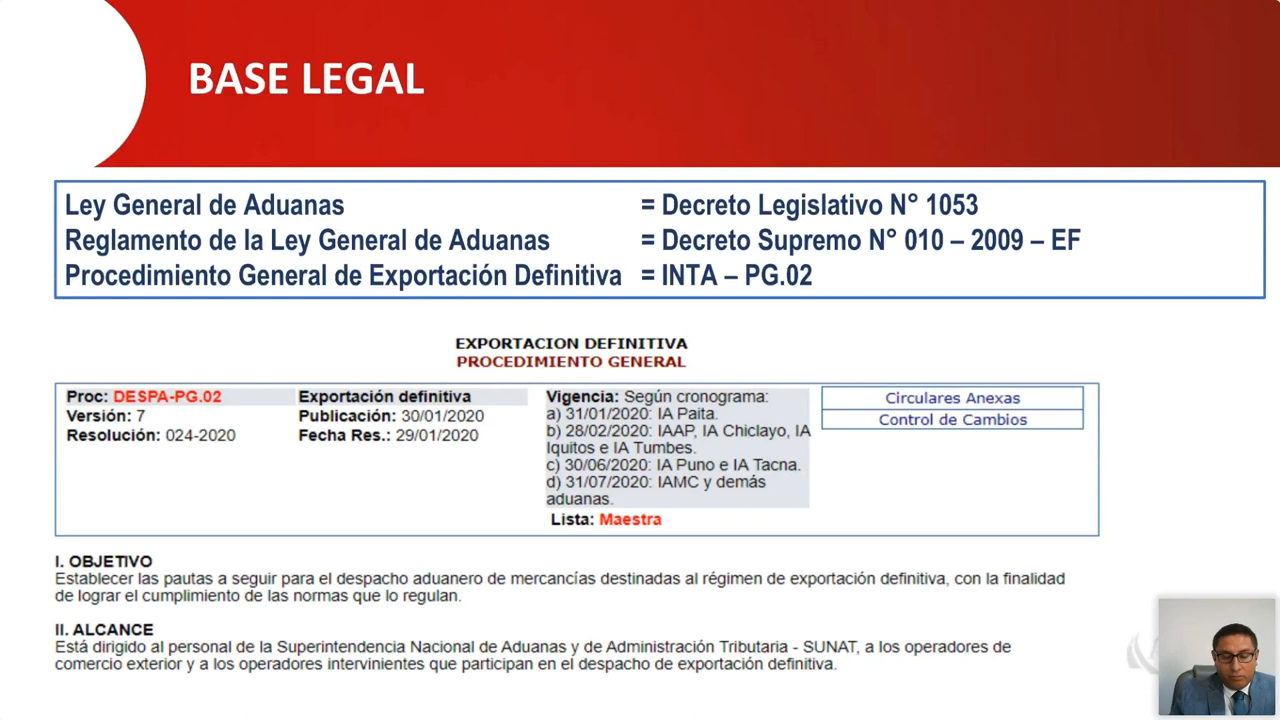 BASE LEGAL
Ley General de Aduanas = Decreto Legislativo N° 1053
Reglamento de la Ley General de Aduanas = Decreto Supremo N° 010 – 2009 – EF
Procedimiento General de Exportación Definitiva = INTA – PG.02
EXPORTACION DEFINITIVA
PROCEDIMIENTO GENERAL
Proc: DESPA-PG.02
Versión: 7
Resolución: 024-2020
Exportación definitiva
Publicación: 30/01/2020
Fecha Res.: 29/01/2020
Vigencia: Según cronograma:
a) 31/01/2020: IA Paita.
b) 28/02/2020: IAAP, IA Chiclayo, IA
Iquitos e IA Tumbes.
c) 30/06/2020: IA Puno e IA Tacna.
d) 31/07/2020: IAMC y demás
aduanas.
Lista: Maestra
Circulares Anexas
Control de Cambios
I. OBJETIVO
Establecer las pautas a seguir para el despacho aduanero de mercancías destinadas al régimen de exportación definitiva, con la finalidad
de lograr el cumplimiento de las normas que lo regulan.
II. ALCANCE
Está dirigido al personal de la Superintendencia Nacional de Aduanas y de Administración Tributaria - SUNAT, a los operadores de
comercio exterior y a los operadores intervinientes que participan en el despacho de exportación definitiva.